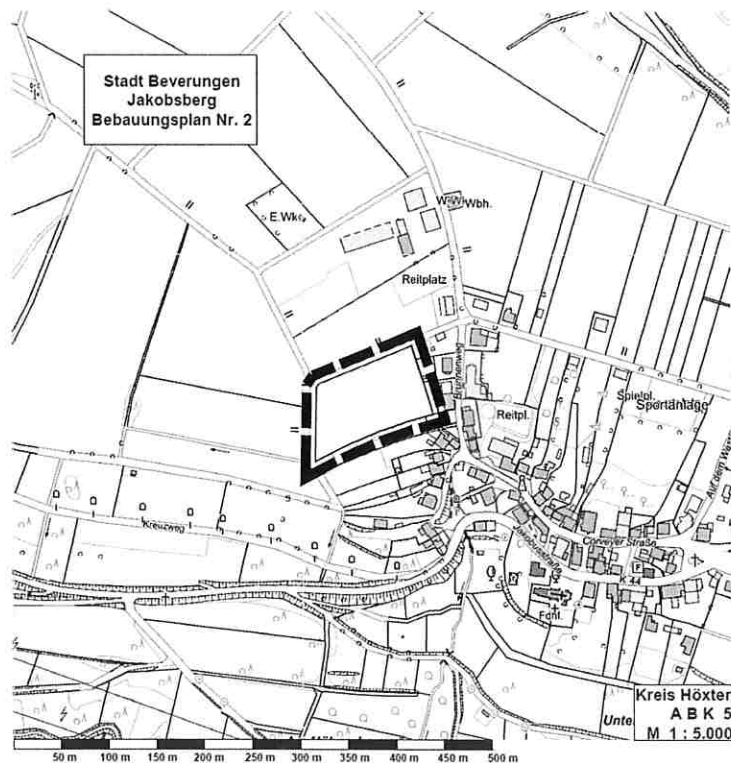 Stadt Beverungen
Jakobsberg
Bebauungsplan Nr. 2
E.Wk
Wbh.
Reitplatz
Brunnenweg
Reitpl.
Spielpl.
Sportanlage
Kreuzweg
Corveyer Straße
K 44
Kreis Höxter
A B K 5
M 1 : 5.000
50 m 100 m 150 m 200 m 250 m 300 m 350 m 400 m 450 m 500 m